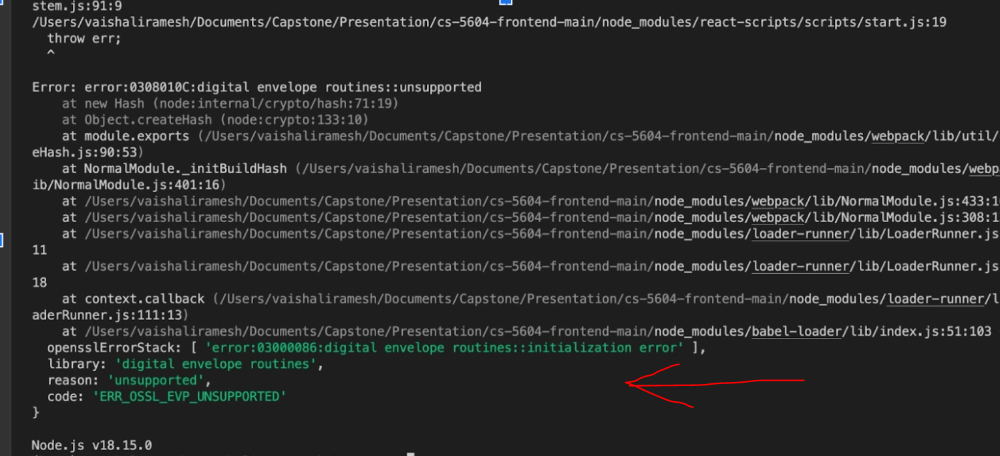 stem.js:91:9
/Users/vaishaliramesh/Documents/Capstone/Presentation/cs-5604-frontend-main/node_modules/react-scripts/scripts/start.js:19
  throw err;
  ^

Error: error:0308010C:digital envelope routines::unsupported
    at new Hash (node:internal/crypto/hash:71:19)
    at Object.createHash (node:crypto:133:10)
    at module.exports (/Users/vaishaliramesh/Documents/Capstone/Presentation/cs-5604-frontend-main/node_modules/webpack/lib/util/
eHash.js:90:53)
    at NormalModule._initBuildHash (/Users/vaishaliramesh/Documents/Capstone/Presentation/cs-5604-frontend-main/node_modules/webp
ib/NormalModule.js:401:16)
    at /Users/vaishaliramesh/Documents/Capstone/Presentation/cs-5604-frontend-main/node_modules/webpack/lib/NormalModule.js:433:1
    at /Users/vaishaliramesh/Documents/Capstone/Presentation/cs-5604-frontend-main/node_modules/webpack/lib/NormalModule.js:308:1
    at /Users/vaishaliramesh/Documents/Capstone/Presentation/cs-5604-frontend-main/node_modules/loader-runner/lib/LoaderRunner.js
11
    at /Users/vaishaliramesh/Documents/Capstone/Presentation/cs-5604-frontend-main/node_modules/loader-runner/lib/LoaderRunner.js
18
    at context.callback (/Users/vaishaliramesh/Documents/Capstone/Presentation/cs-5604-frontend-main/node_modules/loader-runner/l
aderRunner.js:111:13)
    at /Users/vaishaliramesh/Documents/Capstone/Presentation/cs-5604-frontend-main/node_modules/babel-loader/lib/index.js:51:103
  opensslErrorStack: [ 'error:03000086:digital envelope routines::initialization error' ],
  library: 'digital envelope routines',
  reason: 'unsupported',
  code: 'ERR_OSSL_EVP_UNSUPPORTED'
}

Node.js v18.15.0